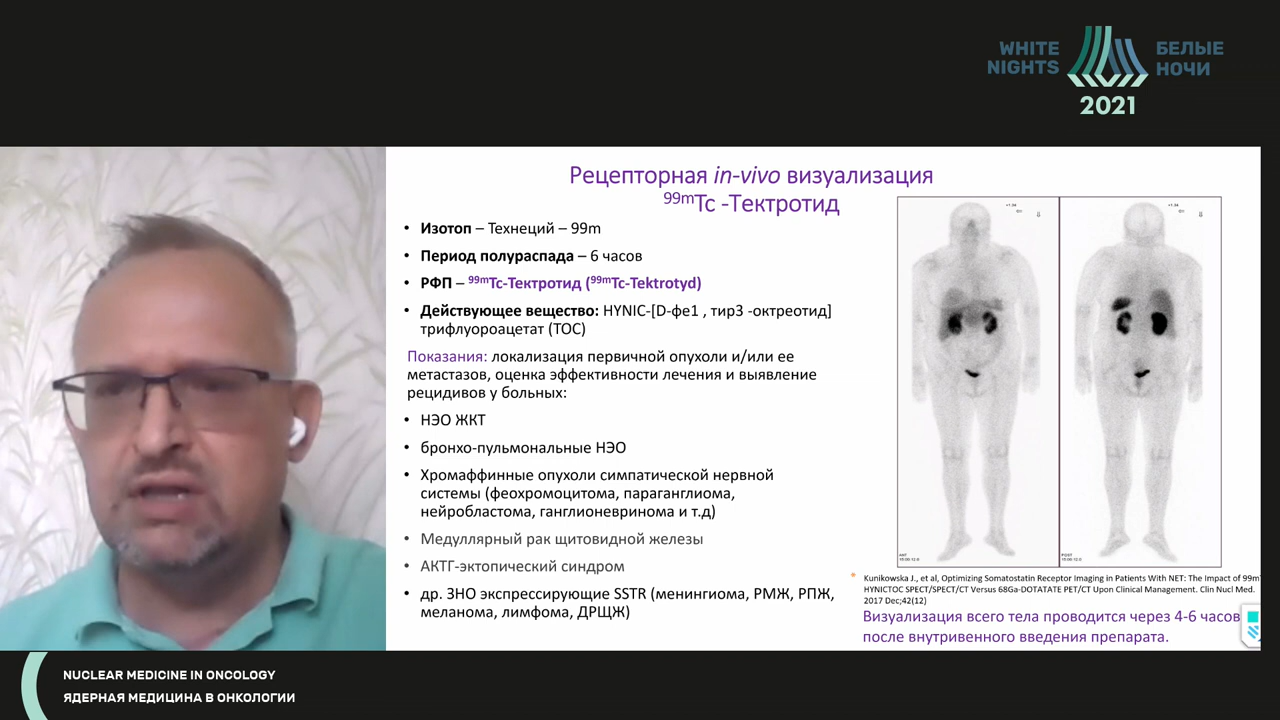 WHITE NIGHTS
БЕЛЫЕ НОЧИ
2021
Рецепторная in-vivo визуализация
99mTc -Тектротид
• Изотоп – Технеций – 99m
• Период полураспада – 6 часов
• РФП – 99mTc-Тектротид (99mTc-Tektrotyd)
• Действующее вещество: HYNIC-[D-фе1 , тир3 -октреотид]
трифлуороацетат (ТОС)
Показания: локализация первичной опухоли и/или ее
метастазов, оценка эффективности лечения и выявление
рецидивов у больных:
• НЭО ЖКТ
• бронхо-пульмональные НЭО
• Хромаффинные опухоли симпатической нервной
системы (феохромоцитома, параганглиома,
нейробластома, ганглионевринома и т.д)
• Медуллярный рак щитовидной железы
• АКТГ-эктопический синдром
• др. ЗНО экспрессирующие SSTR (менингиома, РМЖ, РПЖ,
меланома, лимфома, ДРЩЖ)
Kunikowska J., et al, Optimizing Somatostatin Receptor Imaging in Patients With NET: The Impact of 99m
HYNICTOC SPECT/SPECT/CT Versus 68Ga-DOTATATE PET/CT Upon Clinical Management. Clin Nucl Med.
2017 Dec;42(12)
Визуализация всего тела проводится через 4-6 часов
после внутривенного введения препарата.
NUCLEAR MEDICINE IN ONCOLOGY
ЯДЕРНАЯ МЕДИЦИНА В ОНКОЛОГИИ